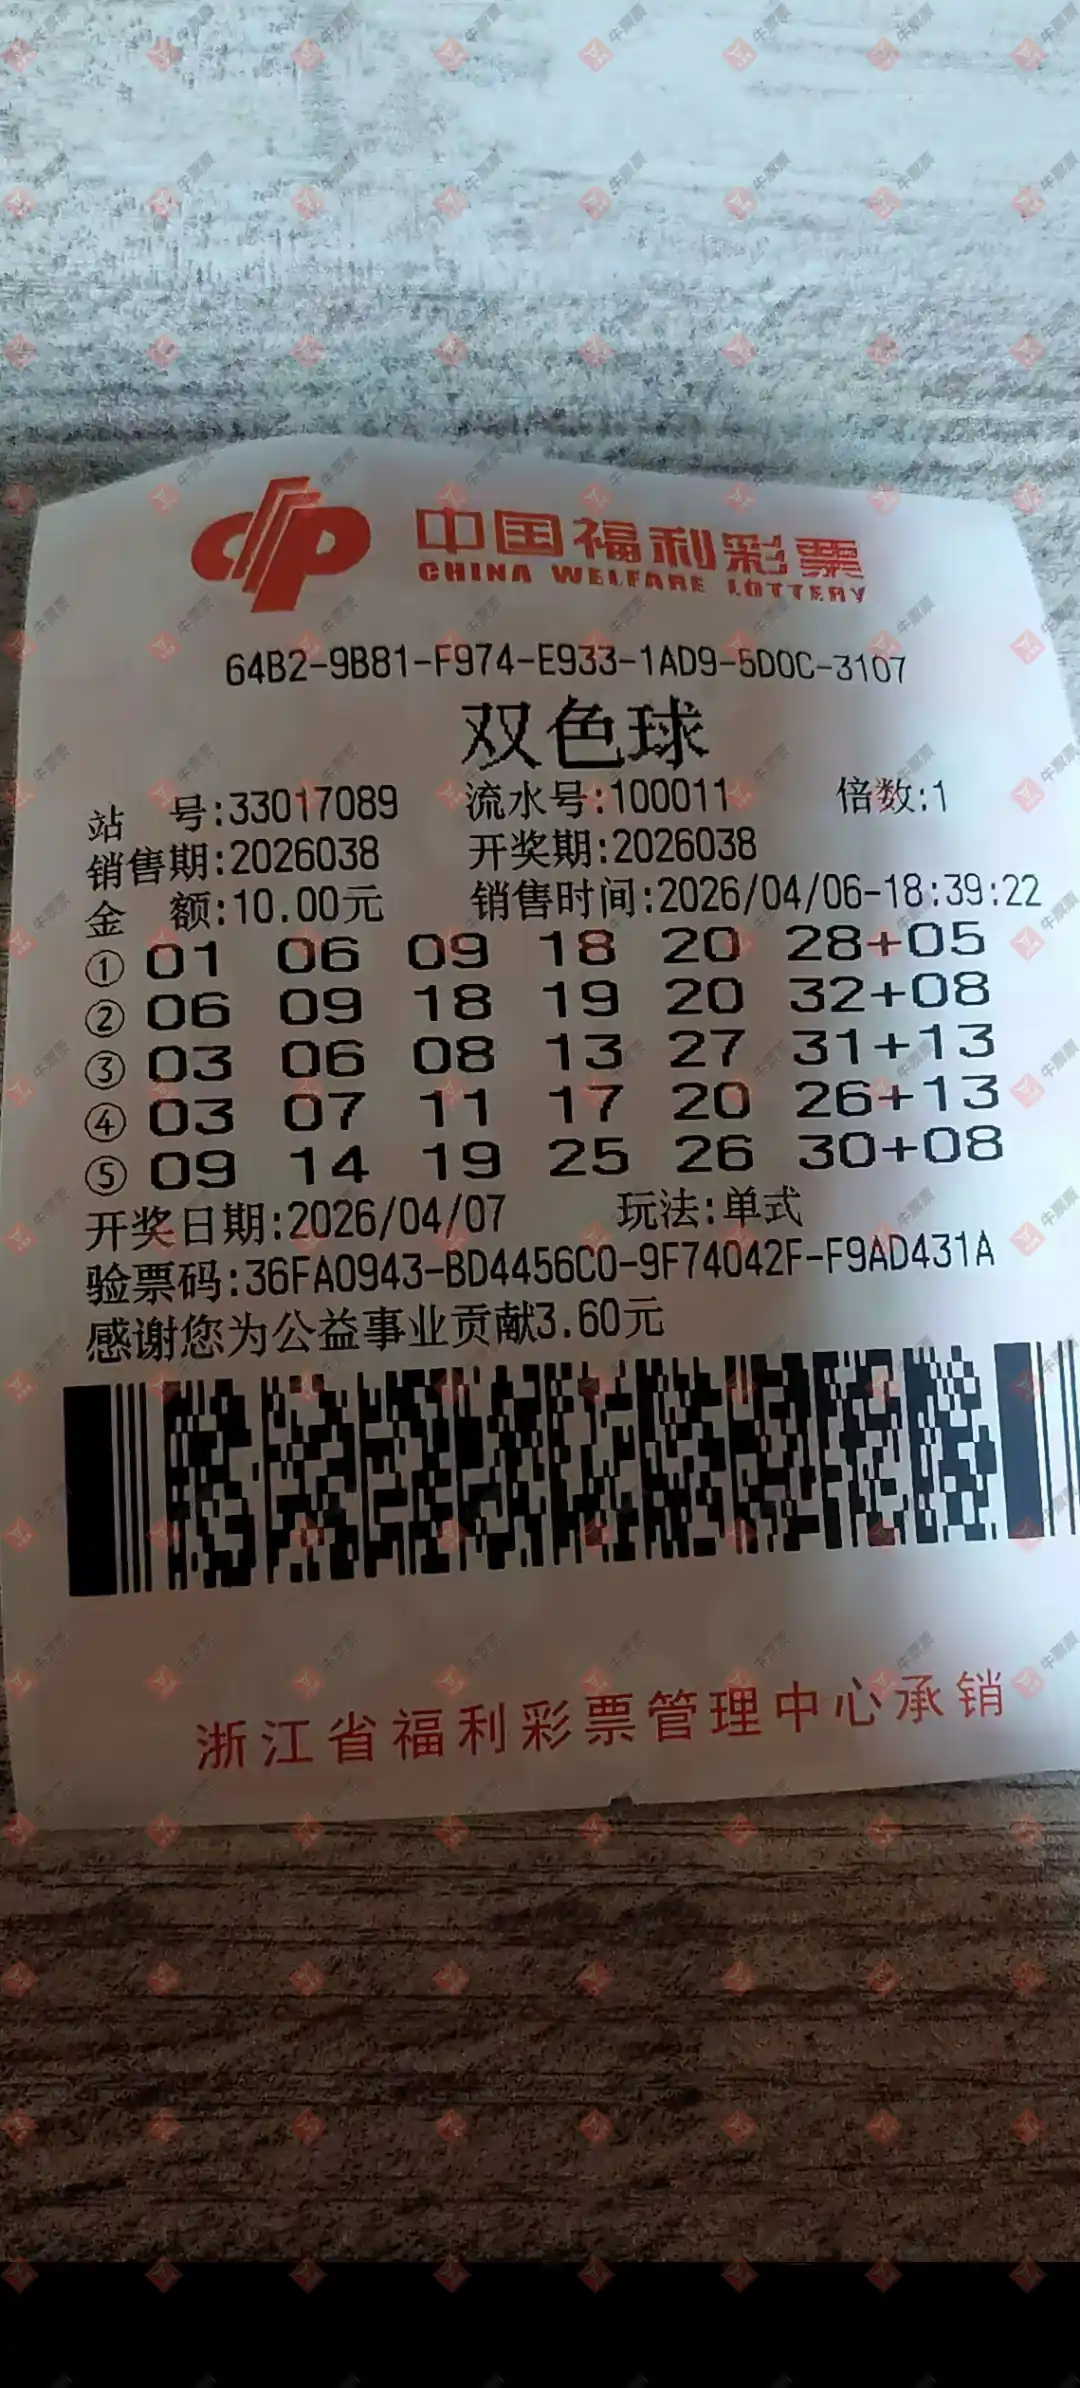 中国福利彩票
CHINA WELFARE LOTTERY
64B2-9B81-F974-E933-1AD9-5D0C-3107
双色球
站 号:33017089 流水号:100011 倍数:1
销售期:2026038 开奖期:2026038
金 额:10.00元 销售时间:2026/04/06-18:39:22
① 01 06 09 18 20 28+05
② 06 09 18 19 20 32+08
③ 03 06 08 13 27 31+13
④ 03 07 11 17 20 26+13
⑤ 09 14 19 25 26 30+08
开奖日期:2026/04/07 玩法:单式
验票码:36FA0943-BD4456C0-9F74042F-F9AD431A
感谢您为公益事业贡献3.60元
浙江省福利彩票管理中心承销
牛票票